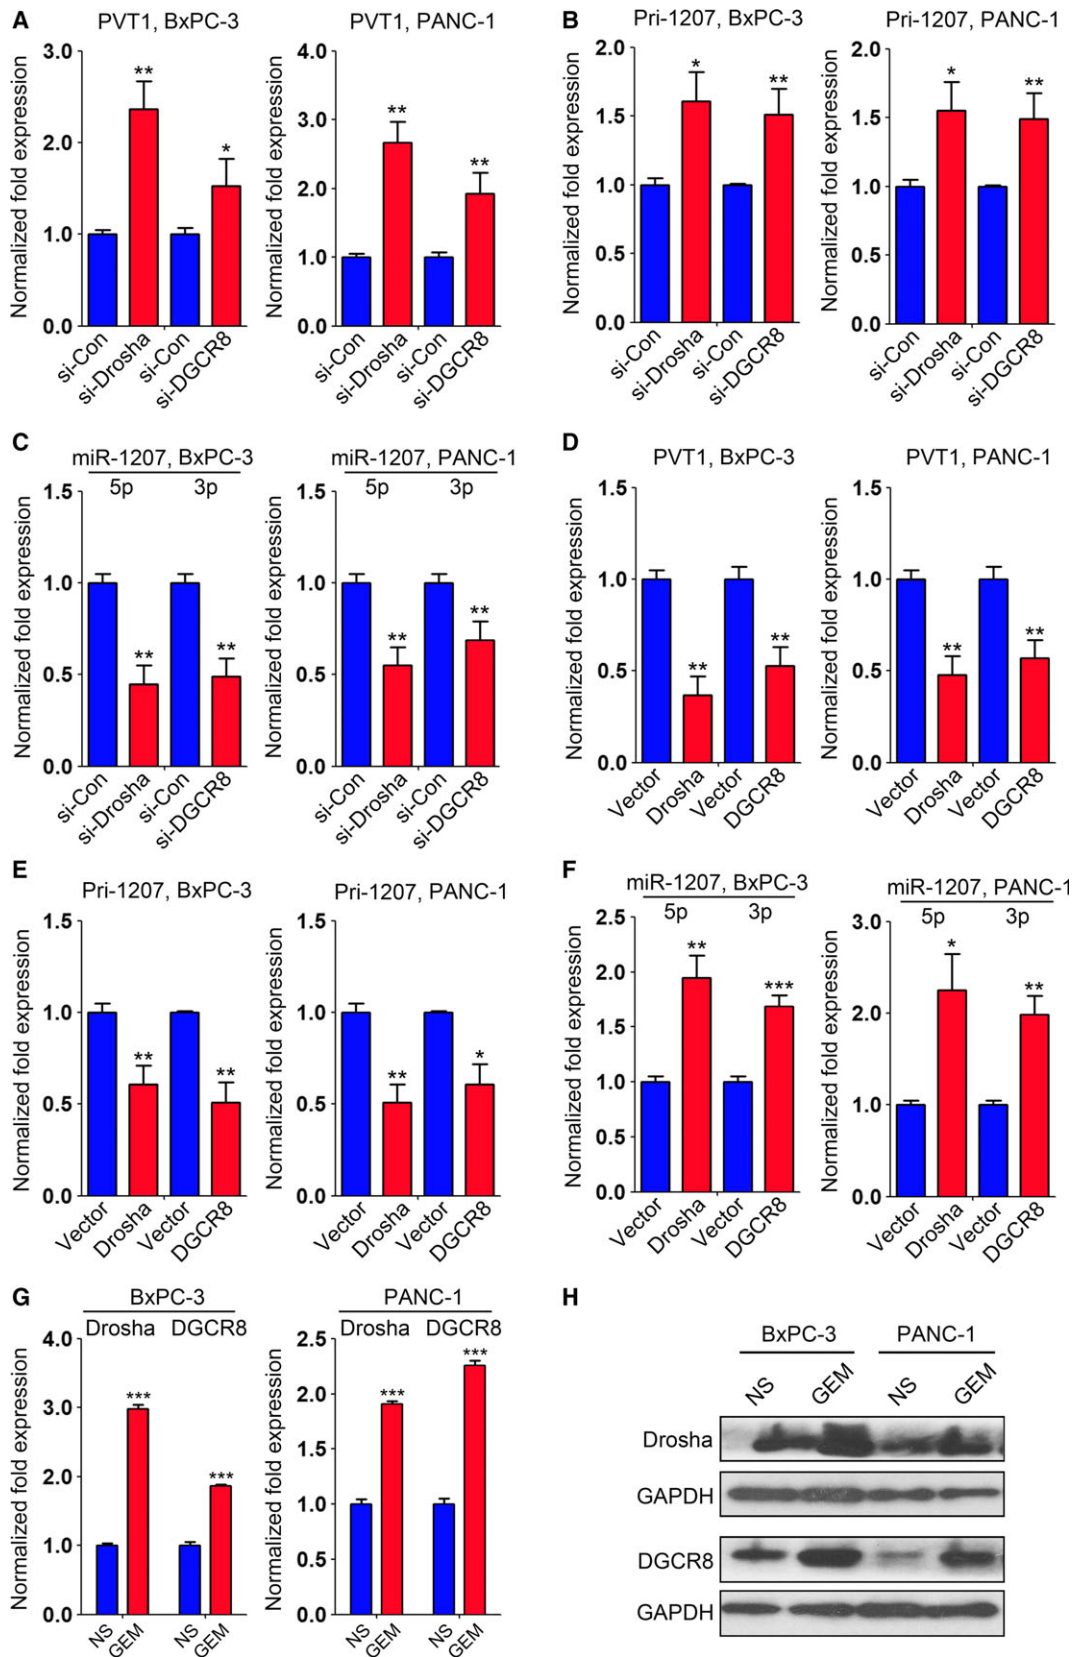 A
PVT1, BxPC-3
Normalized fold expression
3.0
2.0
1.0
0.0
**
*
si-Con
si-Drosha
si-Con
si-DGCR8
PVT1, PANC-1
Normalized fold expression
4.0
3.0
2.0
1.0
0.0
**
**
si-Con
si-Drosha
si-Con
si-DGCR8
B
Pri-1207, BxPC-3
Normalized fold expression
2.0
1.5
1.0
0.5
0.0
*
**
si-Con
si-Drosha
si-Con
si-DGCR8
Pri-1207, PANC-1
Normalized fold expression
2.0
1.5
1.0
0.5
0.0
*
**
si-Con
si-Drosha
si-Con
si-DGCR8
C
miR-1207, BxPC-3
5p 3p
Normalized fold expression
1.5
1.0
0.5
0.0
**
**
si-Con
si-Drosha
si-Con
si-DGCR8
miR-1207, PANC-1
5p 3p
Normalized fold expression
1.5
1.0
0.5
0.0
**
**
si-Con
si-Drosha
si-Con
si-DGCR8
D
PVT1, BxPC-3
Normalized fold expression
1.5
1.0
0.5
0.0
**
**
Vector
Drosha
Vector
DGCR8
PVT1, PANC-1
Normalized fold expression
1.5
1.0
0.5
0.0
**
**
Vector
Drosha
Vector
DGCR8
E
Pri-1207, BxPC-3
Normalized fold expression
1.5
1.0
0.5
0.0
**
**
Vector
Drosha
Vector
DGCR8
Pri-1207, PANC-1
Normalized fold expression
1.5
1.0
0.5
0.0
**
*
Vector
Drosha
Vector
DGCR8
F
miR-1207, BxPC-3
5p 3p
Normalized fold expression
2.5
2.0
1.5
1.0
0.5
0.0
**
***
Vector
Drosha
Vector
DGCR8
miR-1207, PANC-1
5p 3p
Normalized fold expression
3.0
2.0
1.0
0.0
*
**
Vector
Drosha
Vector
DGCR8
G
BxPC-3
Drosha DGCR8
Normalized fold expression
4.0
3.0
2.0
1.0
0.0
***
***
NS
GEM
NS
GEM
PANC-1
Drosha DGCR8
Normalized fold expression
2.5
2.0
1.5
1.0
2.5
0.0
***
***
NS
GEM
NS
GEM
H
BxPC-3 PANC-1
NS GEM NS GEM
Drosha
GAPDH
DGCR8
GAPDH